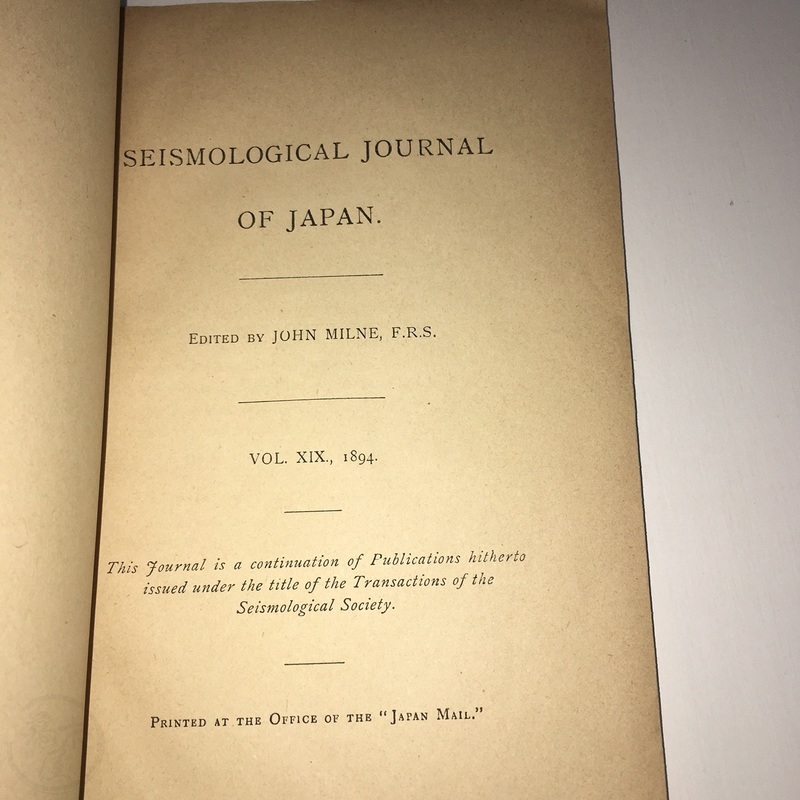 SEISMOLOGICAL JOURNAL
OF JAPAN.
EDITED BY JOHN MILNE, F.R.S.
VOL. XIX., 1894.
This Journal is a continuation of Publications hitherto
issued under the title of the Transactions of the
Seismological Society.
PRINTED AT THE OFFICE OF THE "JAPAN MAIL."